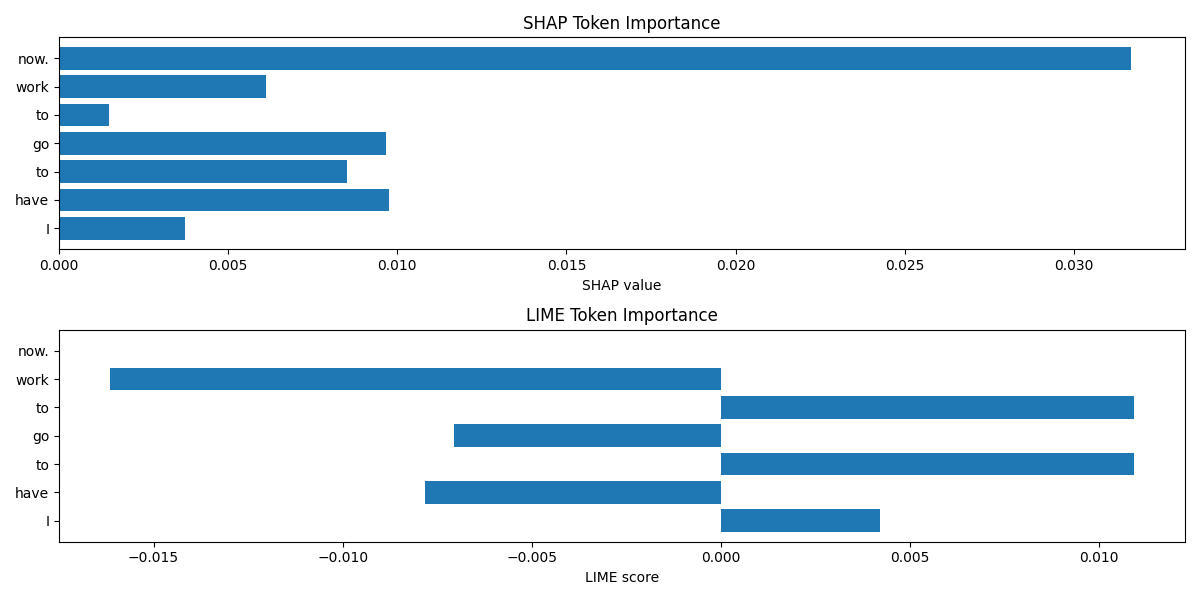 SHAP Token Importance
now.
work
to
go
to
have
I
0.000 0.005 0.010 0.015 0.020 0.025 0.030
SHAP value
LIME Token Importance
now.
work
to
go
to
have
I
−0.015 −0.010 −0.005 0.000 0.005 0.010
LIME score